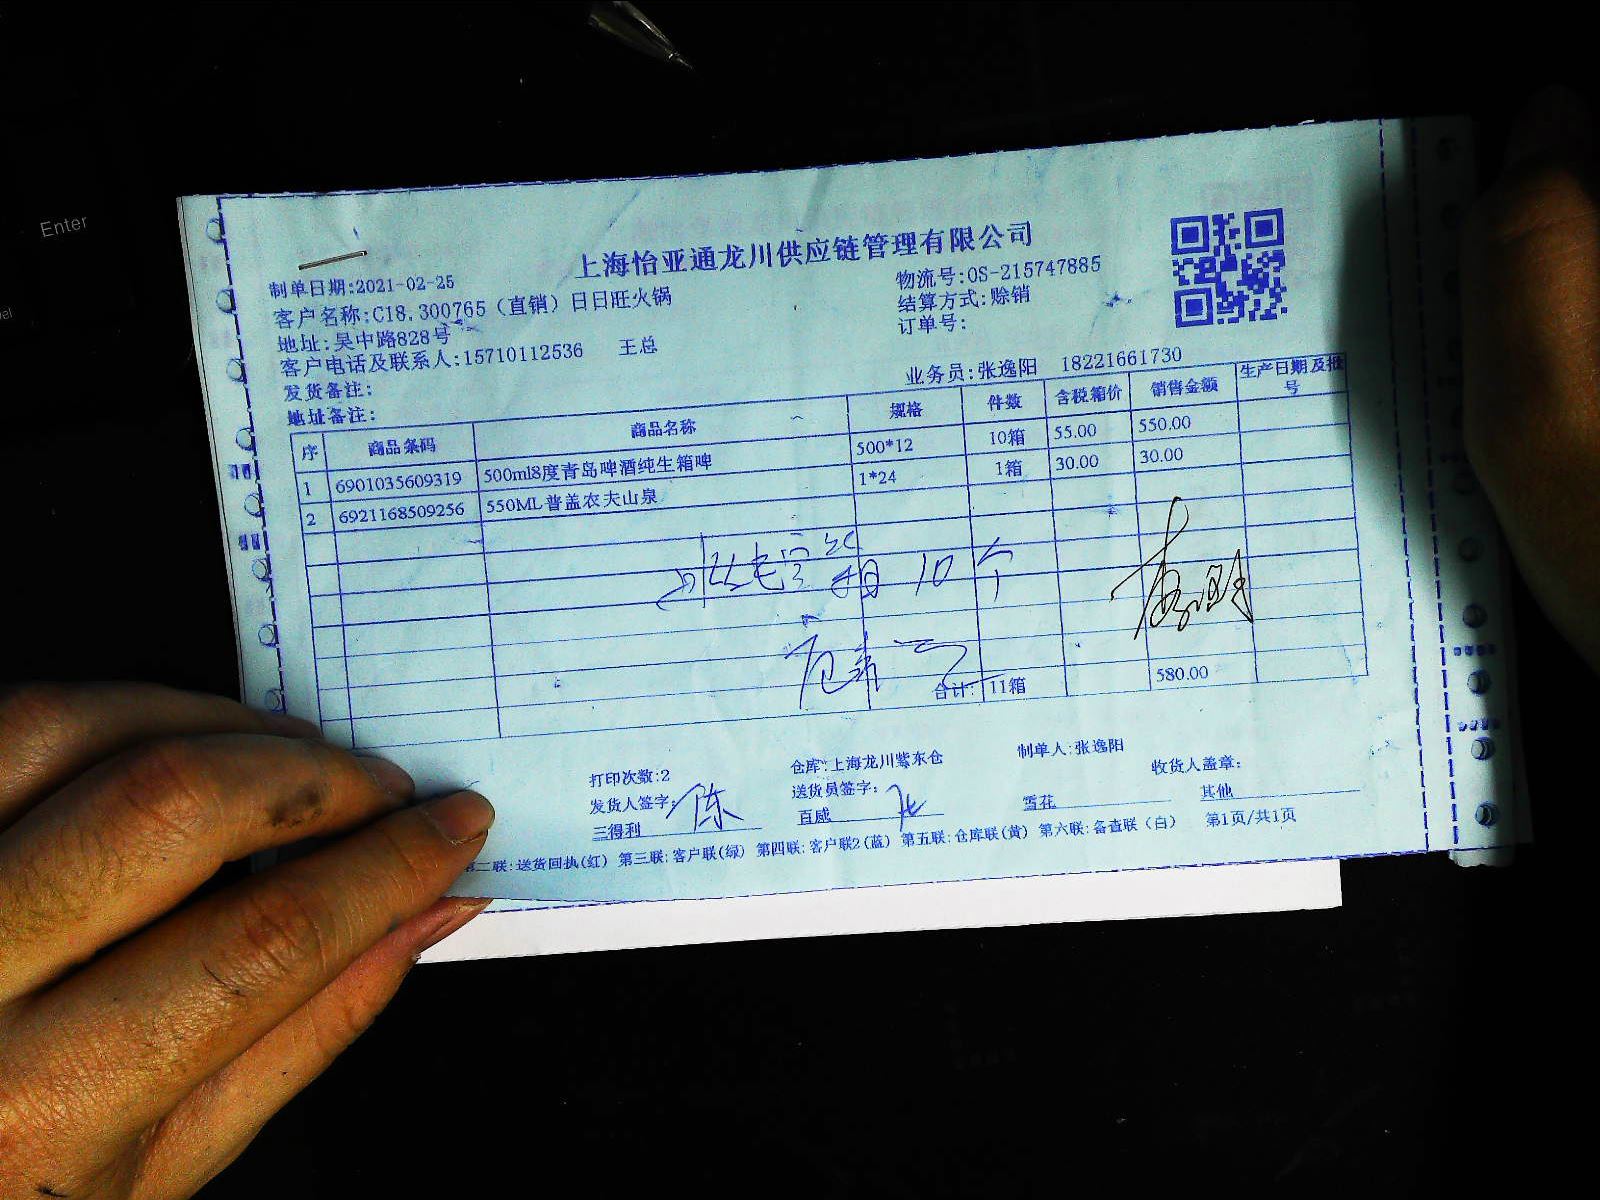 Enter
上海怡亚通龙川供应链管理有限公司
制单日期:2021-02-25
物流号:OS-215747885
客户名称:C18.300765（直销）日日旺火锅
结算方式:赊销
地址:吴中路828号
订单号:
客户电话及联系人:15710112536 王总
业务员:张逸阳 18221661730
发货备注:
地址备注:
序 商品条码 商品名称 规格 件数 含税箱价 销售金额 生产日期及批号
1 6901035609319 500ml8度青岛啤酒纯生箱啤 500*12 10箱 55.00 550.00
2 6921168509256 550ML普盖农夫山泉 1*24 1箱 30.00 30.00
10个
合计: 11箱 580.00
打印次数:2 仓库:上海龙川紫东仓 制单人:张逸阳
发货人签字: 陈 送货员签字: 收货人盖章:
三得利 百威 雪花 其他
第二联:送货回执(红) 第三联:客户联(绿) 第四联:客户联2(蓝) 第五联:仓库联(黄) 第六联:备查联(白) 第1页/共1页